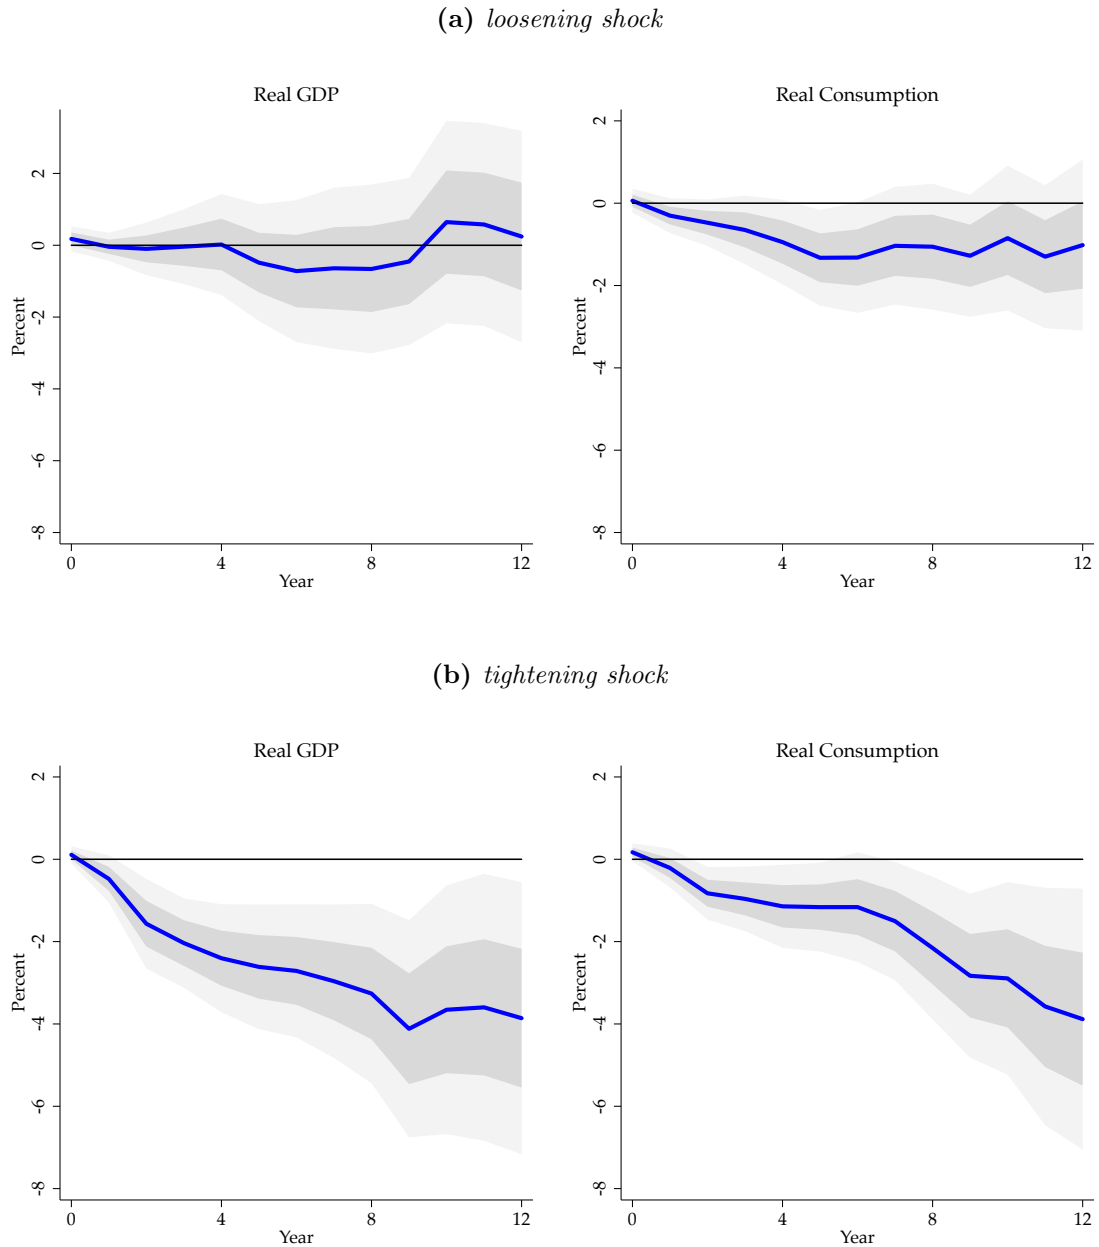 (a) loosening shock
Real GDP
Percent
2
0
-2
-4
-6
-8
0 4 8 12
Year
Real Consumption
Percent
2
0
-2
-4
-6
-8
0 4 8 12
Year
(b) tightening shock
Real GDP
Percent
2
0
-2
-4
-6
-8
0 4 8 12
Year
Real Consumption
Percent
2
0
-2
-4
-6
-8
0 4 8 12
Year